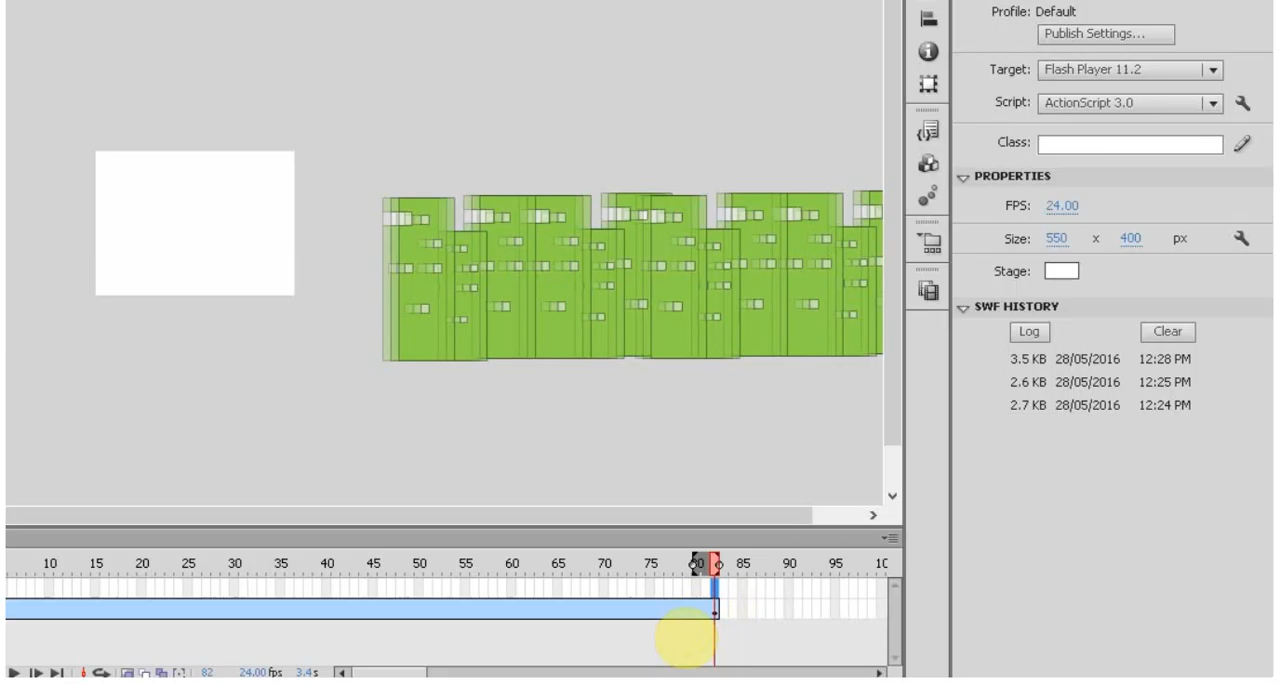 Profile: Default
Publish Settings...
Target: Flash Player 11.2
Script: ActionScript 3.0
Class:
PROPERTIES
FPS: 24.00
Size: 550 x 400 px
Stage:
SWF HISTORY
Log Clear
3.5 KB 28/05/2016 12:28 PM
2.6 KB 28/05/2016 12:25 PM
2.7 KB 28/05/2016 12:24 PM
10 15 20 25 30 35 40 45 50 55 60 65 70 75 80 85 90 95 10
82 24.00 fps 3.4 s